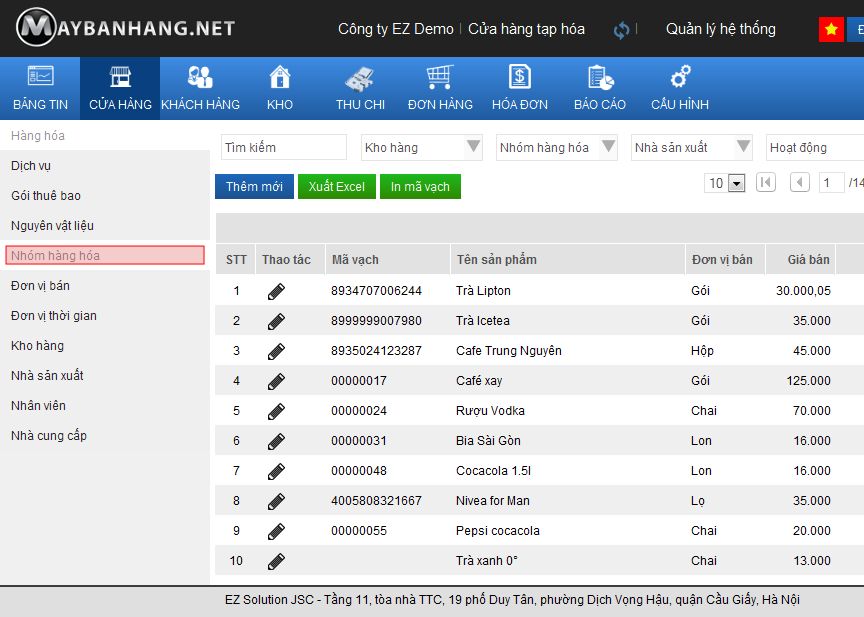 MAYBANHANG.NET
Công ty EZ Demo | Cửa hàng tạp hóa | Quản lý hệ thống
BẢNG TIN CỬA HÀNG KHÁCH HÀNG KHO THU CHI ĐƠN HÀNG HÓA ĐƠN BÁO CÁO CẤU HÌNH
Hàng hóa
Dịch vụ
Gói thuê bao
Nguyên vật liệu
Nhóm hàng hóa
Đơn vị bán
Đơn vị thời gian
Kho hàng
Nhà sản xuất
Nhân viên
Nhà cung cấp
Tìm kiếm Kho hàng Nhóm hàng hóa Nhà sản xuất Hoạt động
Thêm mới Xuất Excel In mã vạch 10 1 /14
STT Thao tác Mã vạch Tên sản phẩm Đơn vị bán Giá bán
1 8934707006244 Trà Lipton Gói 30.000,05
2 8999999007980 Trà Icetea Gói 35.000
3 8935024123287 Cafe Trung Nguyên Hộp 45.000
4 00000017 Café xay Gói 125.000
5 00000024 Rượu Vodka Chai 70.000
6 00000031 Bia Sài Gòn Lon 16.000
7 00000048 Cocacola 1.5l Lon 16.000
8 4005808321667 Nivea for Man Lọ 35.000
9 00000055 Pepsi cocacola Chai 20.000
10 Trà xanh 0° Chai 13.000
EZ Solution JSC - Tầng 11, tòa nhà TTC, 19 phố Duy Tân, phường Dịch Vọng Hậu, quận Cầu Giấy, Hà Nội